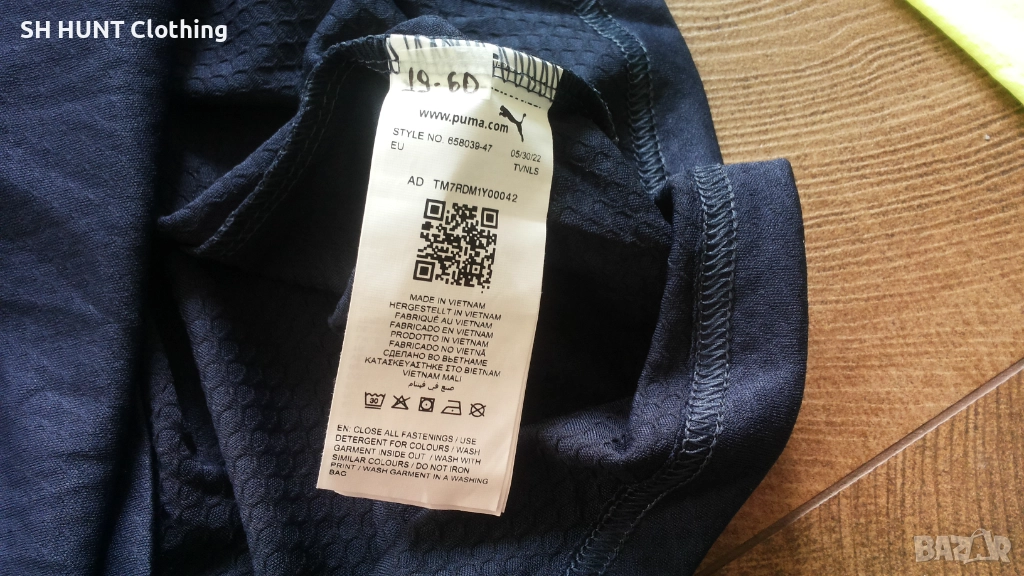 SH HUNT Clothing
19.60
www.puma.com
STYLE NO. 658039-47
EU
05/30/22
TVNLS
AD TM7RDM1Y00042
MADE IN VIETNAM
HERGESTELLT IN VIETNAM
FABRIQUÉ AU VIETNAM
FABRICADO EN VIETNAM
PRODOTTO IN VIETNAM
FABRICADO NO VIETNÃ
СДЕЛАНО ВО ВЬЕТНАМЕ
ΚΑΤΑΣΚΕΥΑΣΤΗΚΕ ΣΤΟ ΒΙΕΤΝΑΜ
VIETNAM MALI
صنع في فيتنام
30
EN: CLOSE ALL FASTENINGS / USE
DETERGENT FOR COLOURS / WASH
GARMENT INSIDE OUT / WASH WITH
SIMILAR COLOURS / DO NOT IRON
PRINT / WASH GARMENT IN A WASHING
BAG
BAZAR